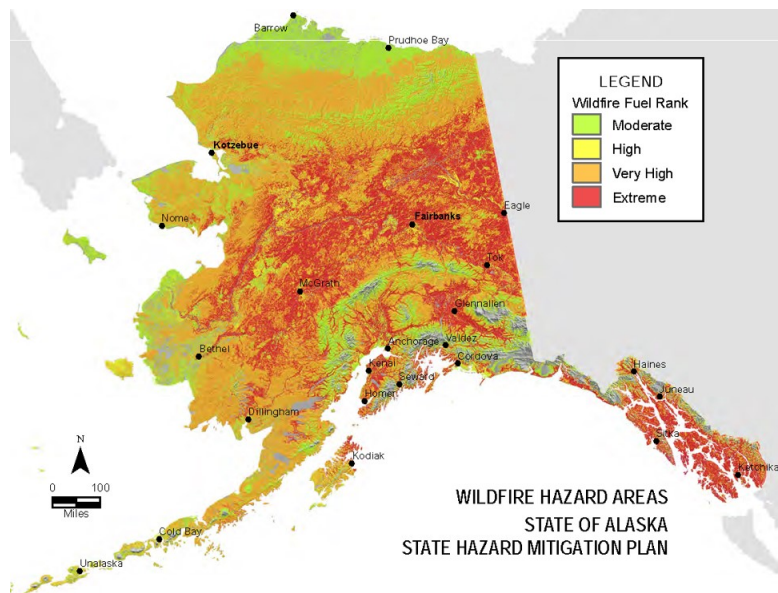 Barrow
Prudhoe Bay
LEGEND
Wildfire Fuel Rank
Moderate
High
Very High
Extreme
Kotzebue
Nome
Fairbanks
Eagle
Tok
McGrath
Glennallen
Bethel
Anchorage
Valdez
Kenai
Cordova
Seward
Homer
Dillingham
Kodiak
Haines
Juneau
Sitka
Ketchika
N
0 100
Miles
Cold Bay
Unalaska
WILDFIRE HAZARD AREAS
STATE OF ALASKA
STATE HAZARD MITIGATION PLAN